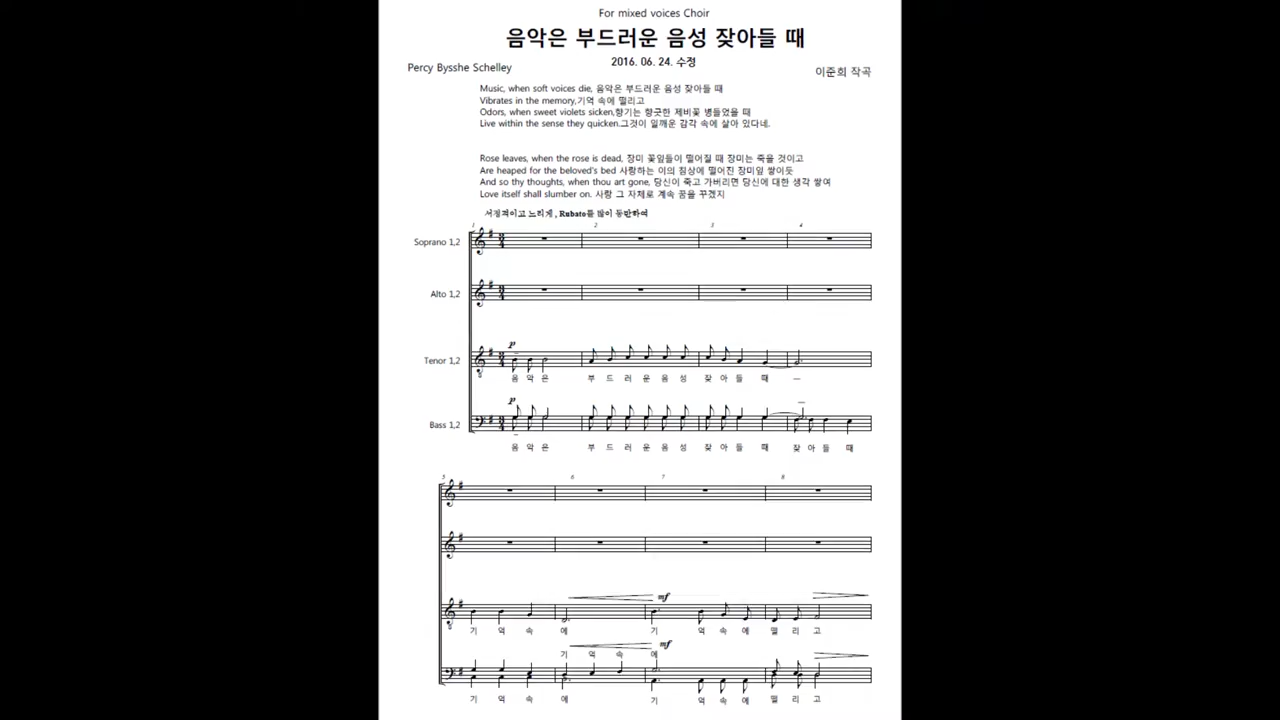 For mixed voices Choir
음악은 부드러운 음성 잦아들 때
2016. 06. 24. 수정
Percy Bysshe Schelley
이준희 작곡
Music, when soft voices die, 음악은 부드러운 음성 잦아들 때
Vibrates in the memory,기억 속에 떨리고
Odors, when sweet violets sicken,향기는 향긋한 제비꽃 병들었을 때
Live within the sense they quicken.그것이 일깨운 감각 속에 살아 있다네.
Rose leaves, when the rose is dead, 장미 꽃잎들이 떨어질 때 장미는 죽을 것이고
Are heaped for the beloved's bed 사랑하는 이의 침상에 떨어진 장미잎 쌓이듯
And so thy thoughts, when thou art gone, 당신이 죽고 가버리면 당신에 대한 생각 쌓여
Love itself shall slumber on. 사랑 그 자체로 계속 꿈을 꾸겠지
서정적이고 느리게 , Rubato를 많이 동반하여
1 2 3 4
Soprano 1,2
Alto 1,2
p
Tenor 1,2
음 악 은 부 드 러 운 음 성 잦 아 들 때
p
Bass 1,2
음 악 은 부 드 러 운 음 성 잦 아 들 때 잦 아 들 때
5 6 7 8
mf
기 억 속 에 기 억 속 에 떨 리 고
mf
기 억 속 에
기 억 속 에 기 억 속 에 떨 리 고